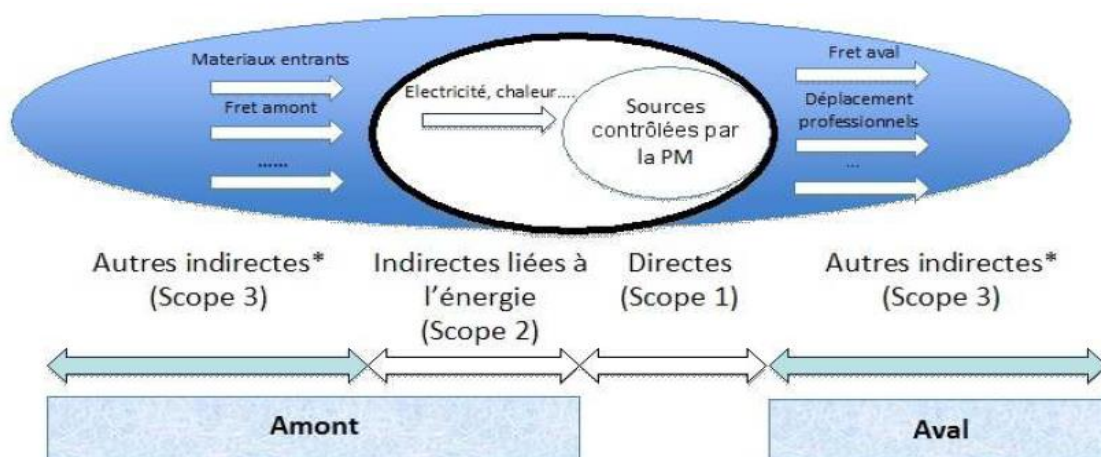 Materiaux entrants
Fret amont
......
Electricité, chaleur....
Sources
contrôlées par
la PM
Fret aval
Déplacement
professionnels
...
Autres indirectes*
(Scope 3)
Indirectes liées à
l'énergie
(Scope 2)
Directes
(Scope 1)
Autres indirectes*
(Scope 3)
Amont
Aval